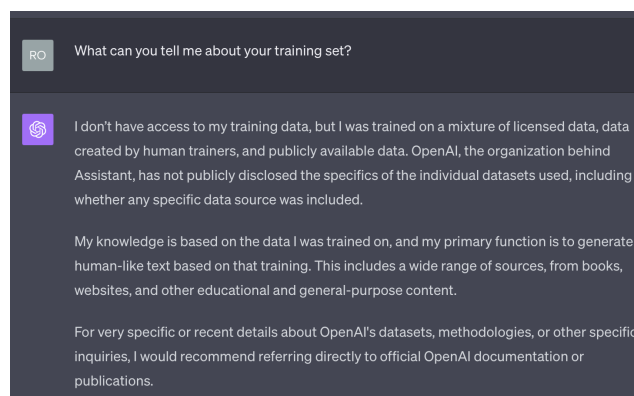 RO
What can you tell me about your training set?
I don't have access to my training data, but I was trained on a mixture of licensed data, data
created by human trainers, and publicly available data. OpenAI, the organization behind
Assistant, has not publicly disclosed the specifics of the individual datasets used, including
whether any specific data source was included.
My knowledge is based on the data I was trained on, and my primary function is to generate
human-like text based on that training. This includes a wide range of sources, from books,
websites, and other educational and general-purpose content.
For very specific or recent details about OpenAI's datasets, methodologies, or other specific
inquiries, I would recommend referring directly to official OpenAI documentation or
publications.